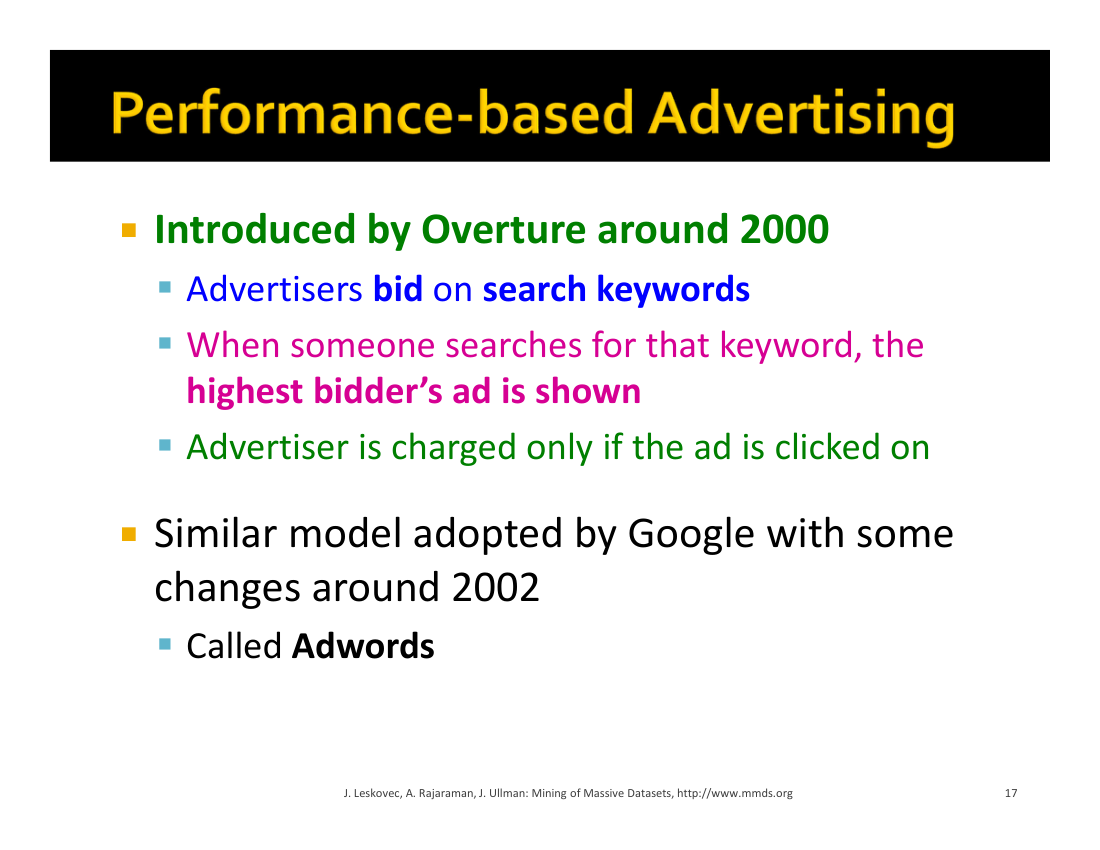 Performance-based Advertising
Introduced by Overture around 2000
Advertisers bid on search keywords
When someone searches for that keyword, the
highest bidder’s ad is shown
Advertiser is charged only if the ad is clicked on
Similar model adopted by Google with some
changes around 2002
Called Adwords
J. Leskovec, A. Rajaraman, J. Ullman: Mining of Massive Datasets, http://www.mmds.org
17